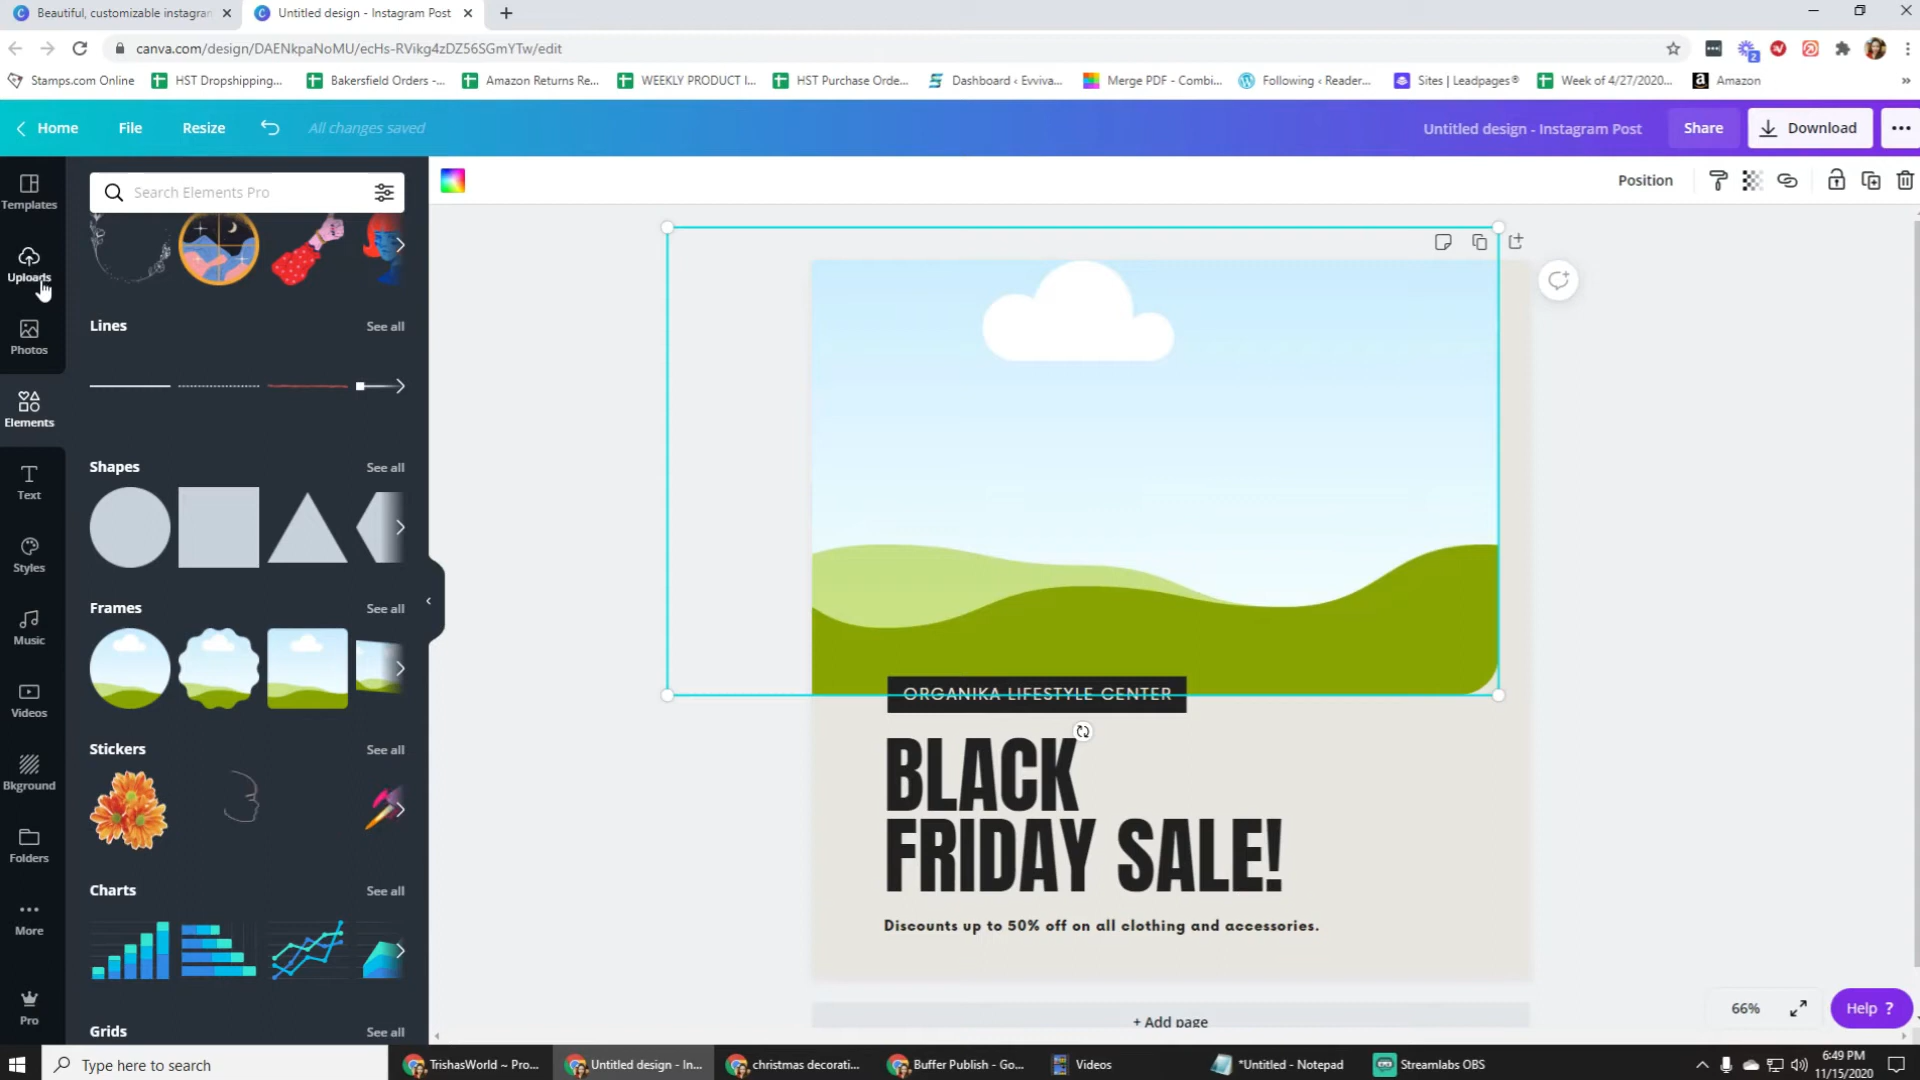 Beautiful, customizable instagran
Untitled design - Instagram Post
canva.com/design/DAENkpaNoMU/ecHs-RVikg4zDZ56SGmYTw/edit
Stamps.com Online
HST Dropshipping...
Bakersfield Orders -...
Amazon Returns Re...
WEEKLY PRODUCT I...
HST Purchase Orde...
Dashboard ‹ Evviva...
Merge PDF - Combi...
Following ‹ Reader...
Sites | Leadpages®
Week of 4/27/2020...
Amazon
Home
File
Resize
All changes saved
Untitled design - Instagram Post
Share
Download
Search Elements Pro
Position
Templates
Uploads
Photos
Elements
Text
Styles
Music
Videos
Bkground
Folders
More
Pro
Lines
See all
Shapes
See all
Frames
See all
Stickers
See all
Charts
See all
Grids
See all
ORGANIKA LIFESTYLE CENTER
BLACK
FRIDAY SALE!
Discounts up to 50% off on all clothing and accessories.
+ Add page
66%
Help ?
Type here to search
TrishasWorld ~ Pro...
Untitled design - In...
christmas decorati...
Buffer Publish - Go...
Videos
*Untitled - Notepad
Streamlabs OBS
6:49 PM
11/15/2020